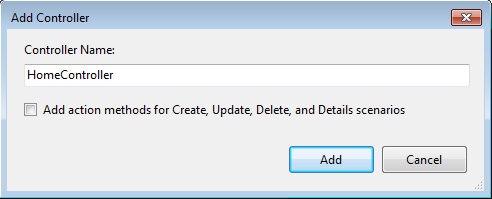 Add Controller
Controller Name:
HomeController
Add action methods for Create, Update, Delete, and Details scenarios
Add
Cancel